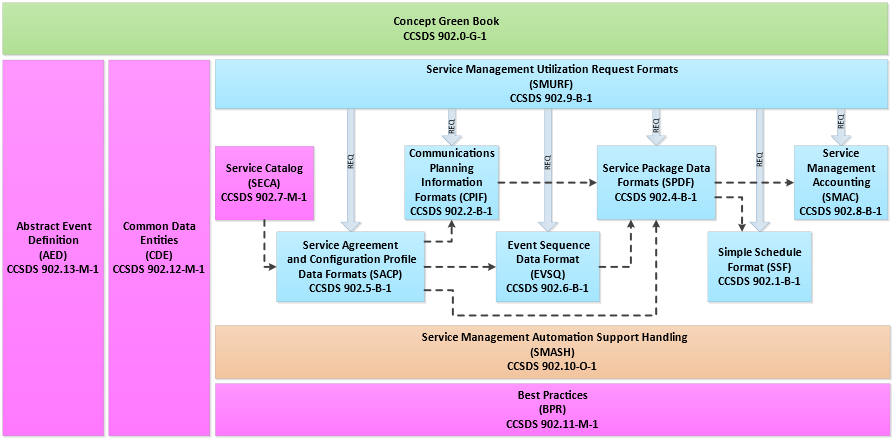 Concept Green Book
CCSDS 902.0-G-1
Abstract Event
Definition
(AED)
CCSDS 902.13-M-1
Common Data
Entities
(CDE)
CCSDS 902.12-M-1
Service Management Utilization Request Formats
(SMURF)
CCSDS 902.9-B-1
REQ
REQ
REQ
REQ
REQ
Service Catalog
(SECA)
CCSDS 902.7-M-1
Communications
Planning
Information
Formats (CPIF)
CCSDS 902.2-B-1
Service Package Data
Formats (SPDF)
CCSDS 902.4-B-1
Service
Management
Accounting
(SMAC)
CCSDS 902.8-B-1
Service Agreement
and Configuration Profile
Data Formats (SACP)
CCSDS 902.5-B-1
Event Sequence
Data Format
(EVSQ)
CCSDS 902.6-B-1
Simple Schedule
Format (SSF)
CCSDS 902.1-B-1
Service Management Automation Support Handling
(SMASH)
CCSDS 902.10-O-1
Best Practices
(BPR)
CCSDS 902.11-M-1